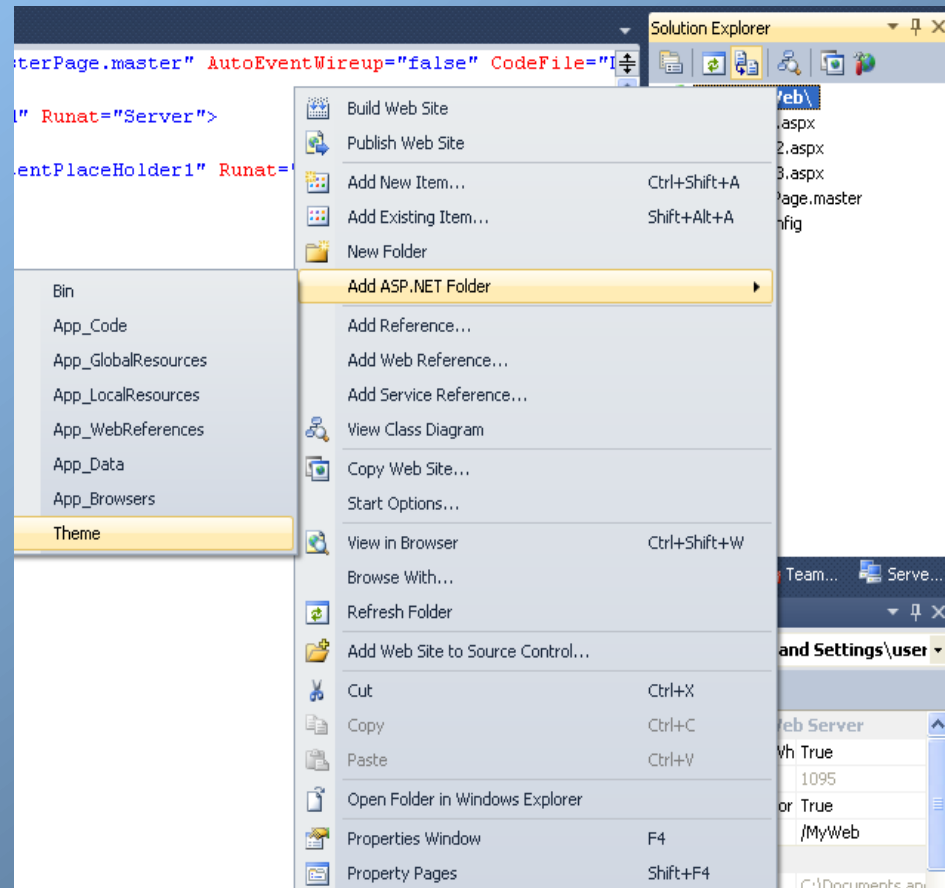 Solution Explorer
terPage.master" AutoEventWireup="false" CodeFile="
" Runat="Server">
entPlaceHolder1" Runat="
Web\
.aspx
2.aspx
3.aspx
Page.master
nfig
Build Web Site
Publish Web Site
Add New Item... Ctrl+Shift+A
Add Existing Item... Shift+Alt+A
New Folder
Add ASP.NET Folder
Add Reference...
Add Web Reference...
Add Service Reference...
View Class Diagram
Copy Web Site...
Start Options...
View in Browser Ctrl+Shift+W
Browse With...
Refresh Folder
Add Web Site to Source Control...
Cut Ctrl+X
Copy Ctrl+C
Paste Ctrl+V
Open Folder in Windows Explorer
Properties Window F4
Property Pages Shift+F4
Bin
App_Code
App_GlobalResources
App_LocalResources
App_WebReferences
App_Data
App_Browsers
Theme
Team... Serve...
and Settings\user
Web Server
Wh True
1095
or True
/MyWeb
C:\Documents an